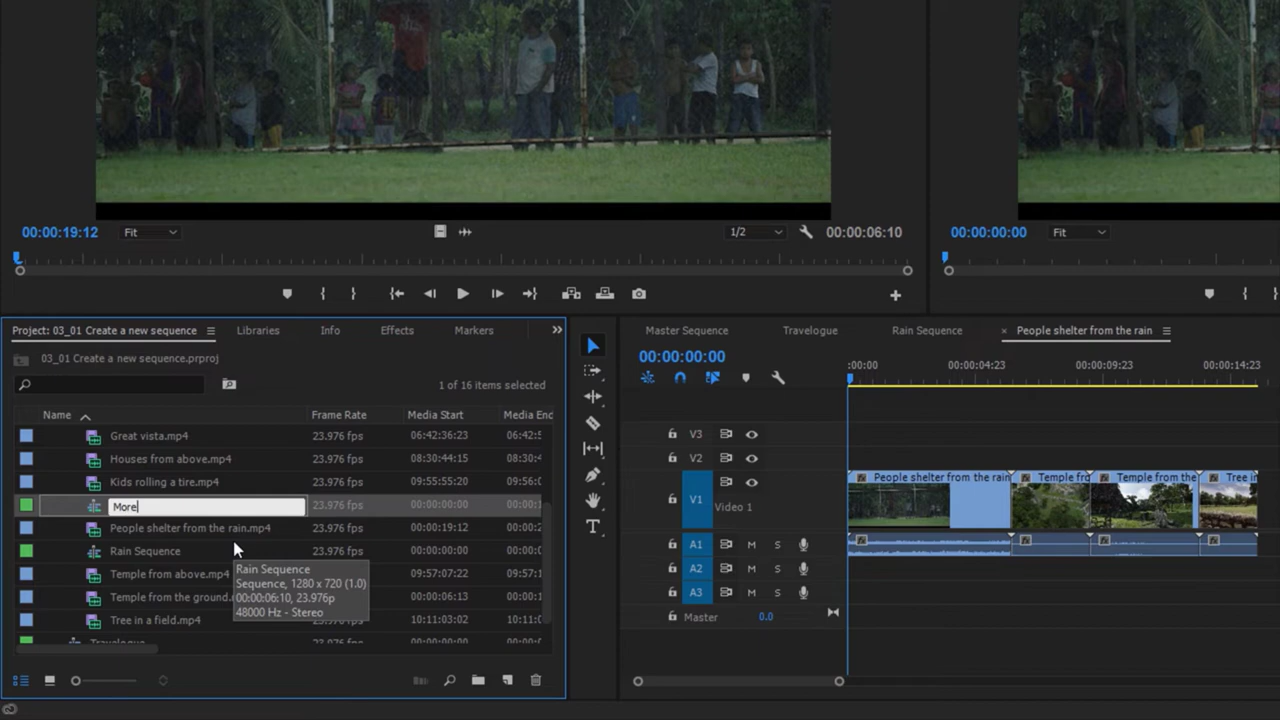 00:00:19:12 Fit 1/2 00:00:06:10 00:00:00:00 Fit
Project: 03_01 Create a new sequence Libraries Info Effects Markers
03_01 Create a new sequence.prproj
1 of 16 items selected
Name Frame Rate Media Start Media End
Great vista.mp4 23.976 fps 06:42:36:23 06:42:5
Houses from above.mp4 23.976 fps 08:30:44:15 08:30:4
Kids rolling a tire.mp4 23.976 fps 09:55:55:20 09:56:0
More 23.976 fps 00:00:00:00 00:00:1
People shelter from the rain.mp4 23.976 fps 00:00:19:12 00:00:2
Rain Sequence 23.976 fps 00:00:00:00 00:00:0
Temple from above.mp4 23.976 fps 09:57:07:22 09:57:1
Temple from the ground. 23.976 fps 00:00:06:13 00:00:1
Tree in a field.mp4 23.976 fps 10:11:03:02 10:11:0
Travelogue 23.976 fps 00:00:00:00 00:00:0
Rain Sequence
Sequence, 1280 x 720 (1.0)
00:00:06:10, 23.976p
48000 Hz - Stereo
Master Sequence Travelogue Rain Sequence × People shelter from the rain
00:00:00:00
:00:00 00:00:04:23 00:00:09:23 00:00:14:23
V3
V2
V1 Video 1
People shelter from the rain Temple fro Temple from the Tree in
fx fx fx fx
A1 M S
A2 M S
A3 M S
Master 0.0
T